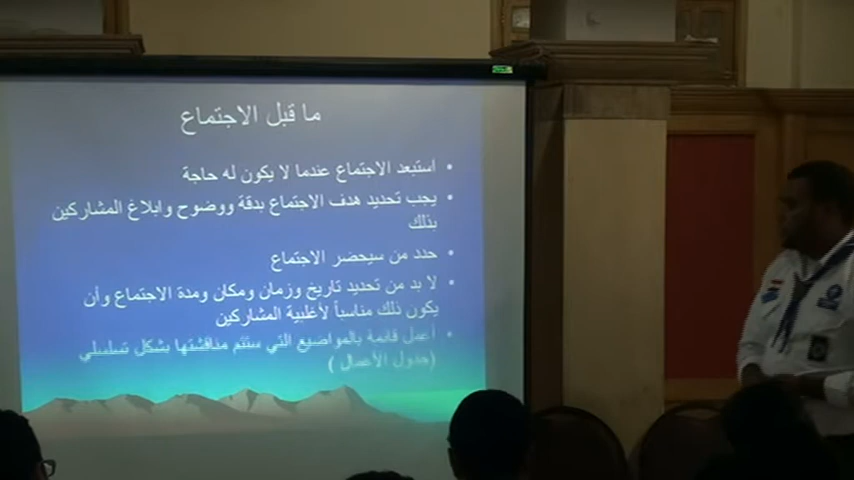 ما قبل الاجتماع
• أستبعد الاجتماع عندما لا يكون له حاجة
• يجب تحديد هدف الاجتماع بدقة ووضوح وابلاغ المشاركين
بذلك
• حدد من سيحضر الاجتماع
• لا بد من تحديد تاريخ وزمان ومكان ومدة الاجتماع وأن
يكون ذلك مناسباً لأغلبية المشاركين
• أعمل قائمة بالمواضيع التي ستتم مناقشتها بشكل تسلسلي
(جدول الأعمال )